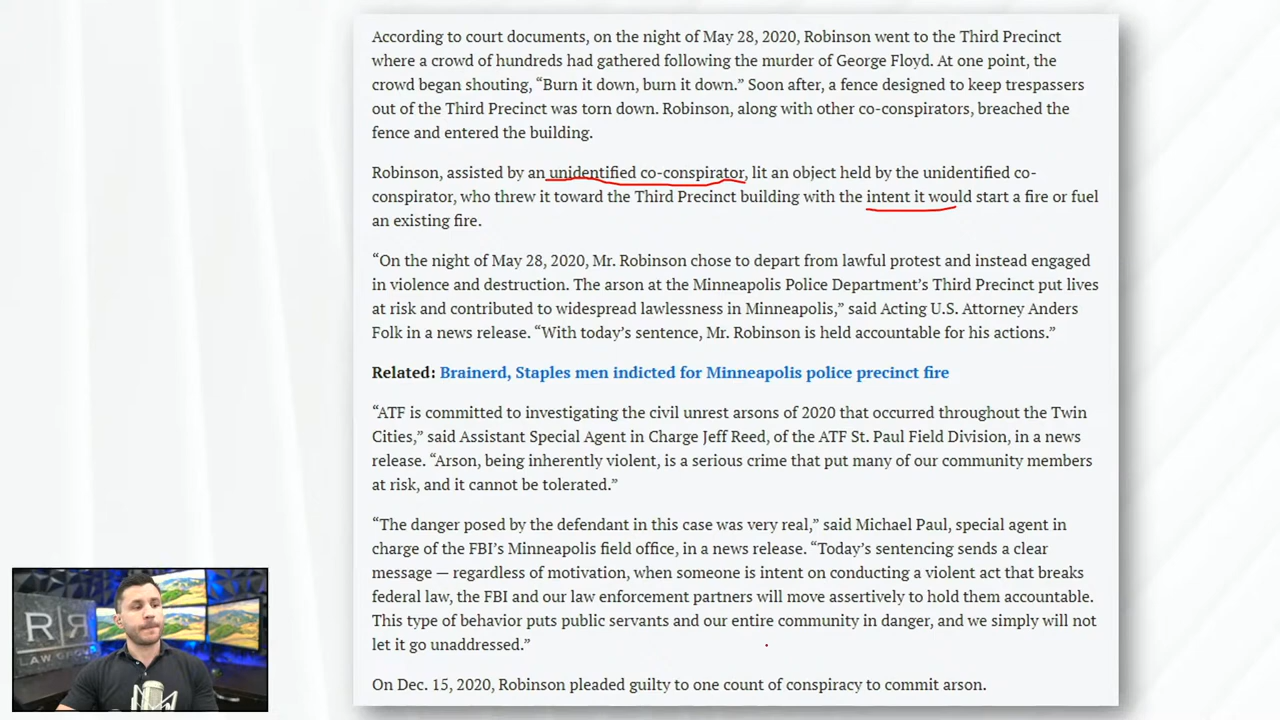 According to court documents, on the night of May 28, 2020, Robinson went to the Third Precinct
where a crowd of hundreds had gathered following the murder of George Floyd. At one point, the
crowd began shouting, “Burn it down, burn it down.” Soon after, a fence designed to keep trespassers
out of the Third Precinct was torn down. Robinson, along with other co-conspirators, breached the
fence and entered the building.
Robinson, assisted by an unidentified co-conspirator, lit an object held by the unidentified co-
conspirator, who threw it toward the Third Precinct building with the intent it would start a fire or fuel
an existing fire.
“On the night of May 28, 2020, Mr. Robinson chose to depart from lawful protest and instead engaged
in violence and destruction. The arson at the Minneapolis Police Department’s Third Precinct put lives
at risk and contributed to widespread lawlessness in Minneapolis,” said Acting U.S. Attorney Anders
Folk in a news release. “With today’s sentence, Mr. Robinson is held accountable for his actions.”
Related: Brainerd, Staples men indicted for Minneapolis police precinct fire
“ATF is committed to investigating the civil unrest arsons of 2020 that occurred throughout the Twin
Cities,” said Assistant Special Agent in Charge Jeff Reed, of the ATF St. Paul Field Division, in a news
release. “Arson, being inherently violent, is a serious crime that put many of our community members
at risk, and it cannot be tolerated.”
“The danger posed by the defendant in this case was very real,” said Michael Paul, special agent in
charge of the FBI’s Minneapolis field office, in a news release. “Today’s sentencing sends a clear
message — regardless of motivation, when someone is intent on conducting a violent act that breaks
federal law, the FBI and our law enforcement partners will move assertively to hold them accountable.
This type of behavior puts public servants and our entire community in danger, and we simply will not
let it go unaddressed.”
On Dec. 15, 2020, Robinson pleaded guilty to one count of conspiracy to commit arson.
R R
LAW GROUP